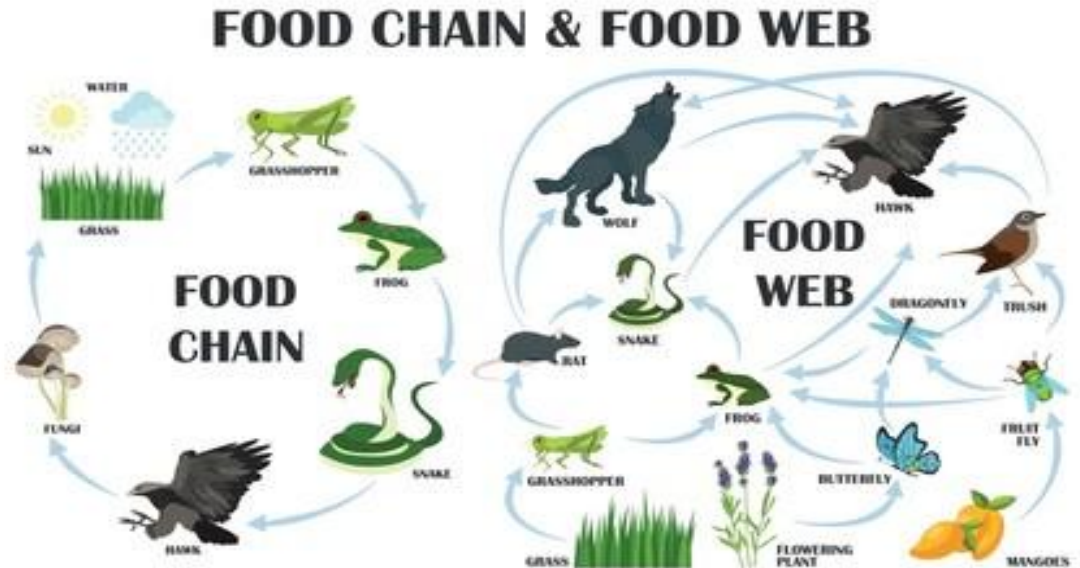 FOOD CHAIN & FOOD WEB
WATER
SUN
GRASS
GRASSHOPPER
FROG
FOOD
CHAIN
SNAKE
HAWK
FUNGI
WOLF
HAWK
FOOD
WEB
SNAKE
DRAGONFLY
TRUSH
RAT
FROG
FRUIT
FLY
GRASSHOPPER
BUTTERFLY
GRASS
FLOWERING
PLANT
MANGOES